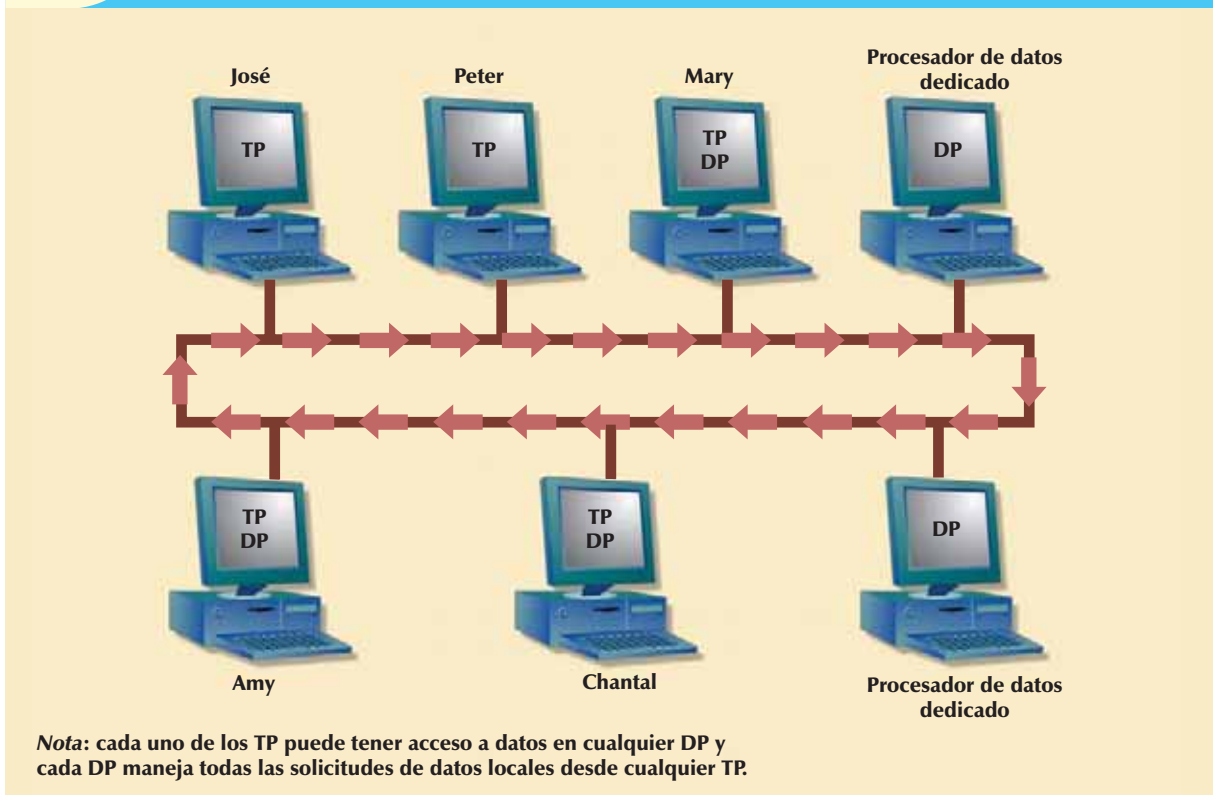 José
Peter
Mary
Procesador de datos
dedicado
TP
TP
TP
DP
DP
TP
DP
TP
DP
DP
Amy
Chantal
Procesador de datos
dedicado
Nota: cada uno de los TP puede tener acceso a datos en cualquier DP y
cada DP maneja todas las solicitudes de datos locales desde cualquier TP.